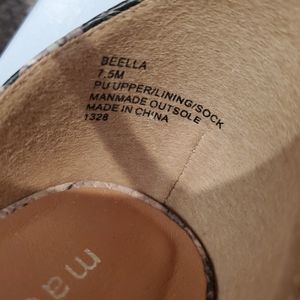 BEELLA
7.5M
PU UPPER/LINING/SOCK
MANMADE OUTSOLE
MADE IN CHINA
1328